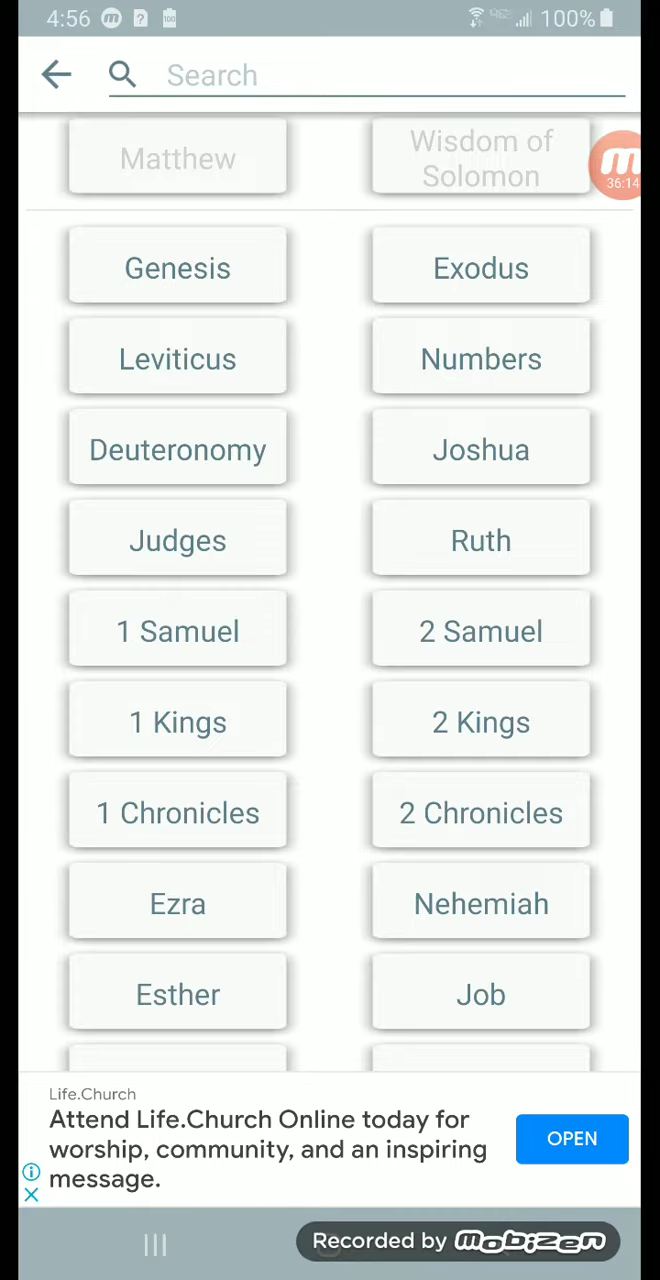 4:56
100%
Search
Matthew
Wisdom of
Solomon
36:14
Genesis
Exodus
Leviticus
Numbers
Deuteronomy
Joshua
Judges
Ruth
1 Samuel
2 Samuel
1 Kings
2 Kings
1 Chronicles
2 Chronicles
Ezra
Nehemiah
Esther
Job
Life.Church
Attend Life.Church Online today for
worship, community, and an inspiring
message.
OPEN
Recorded by mobizen